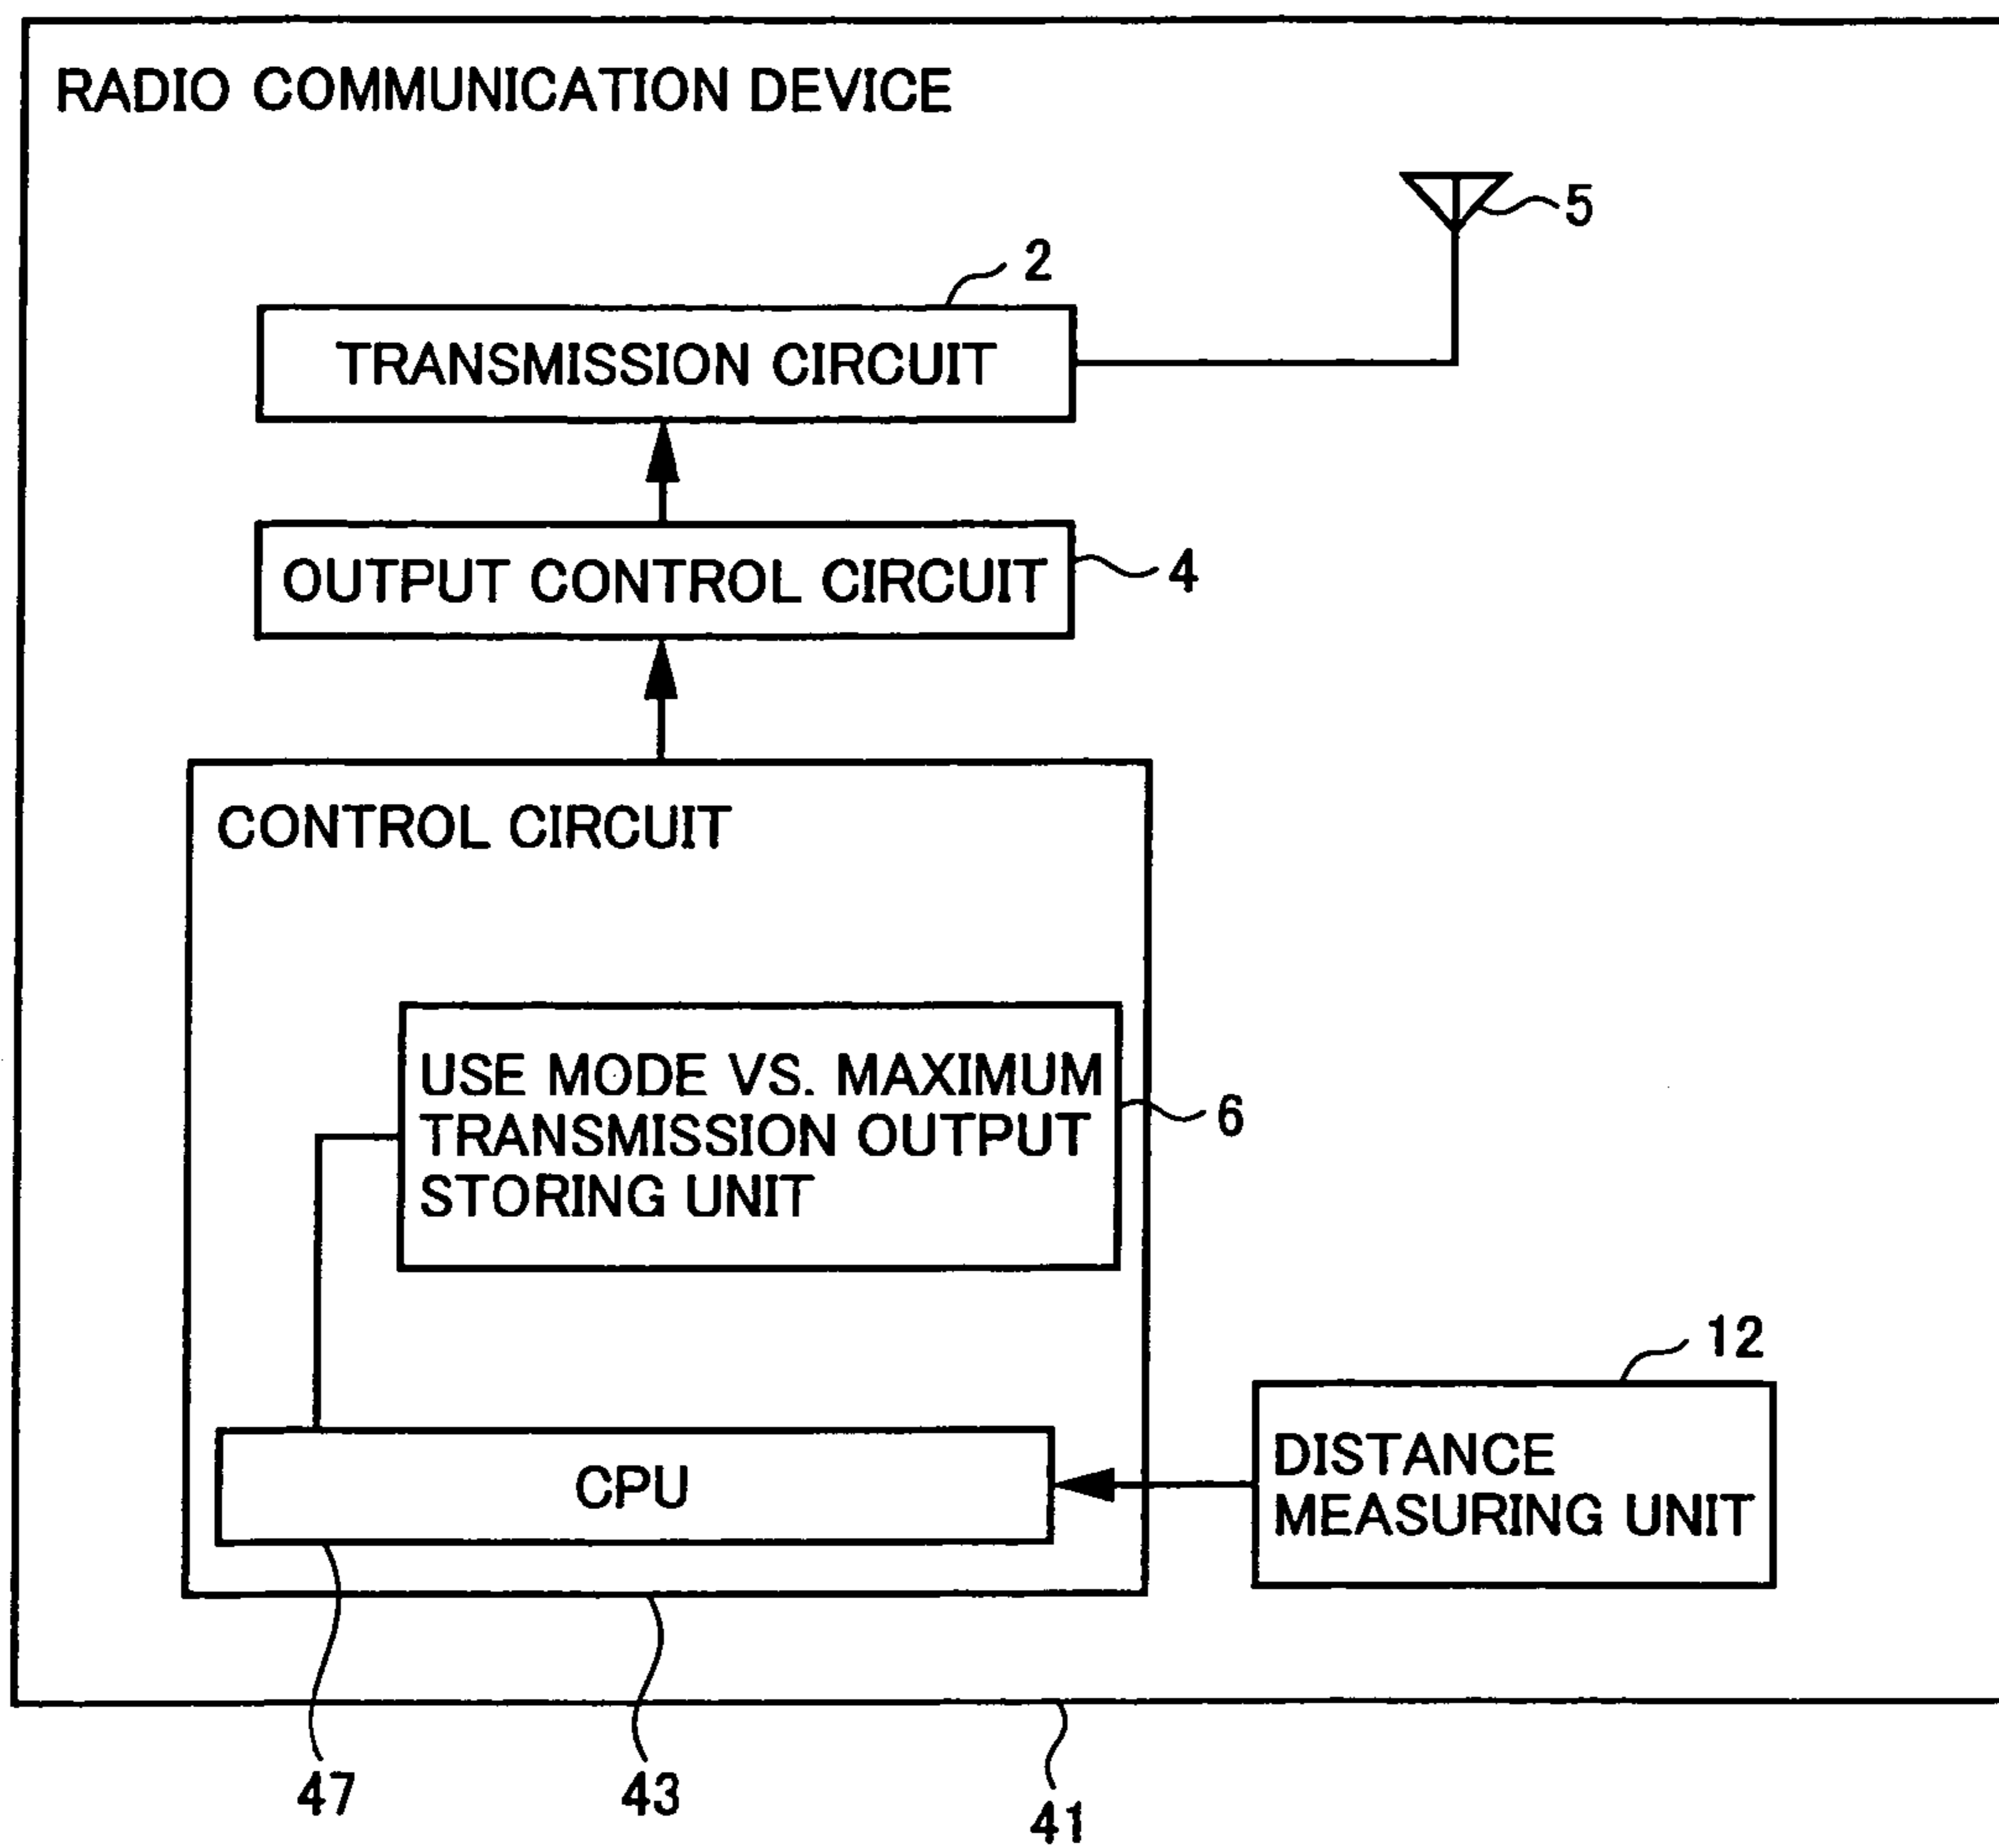 RADIO COMMUNICATION DEVICE
5
2
TRANSMISSION CIRCUIT
OUTPUT CONTROL CIRCUIT
4
CONTROL CIRCUIT
USE MODE VS. MAXIMUM
TRANSMISSION OUTPUT
STORING UNIT
6
12
DISTANCE
MEASURING UNIT
CPU
47
43
41